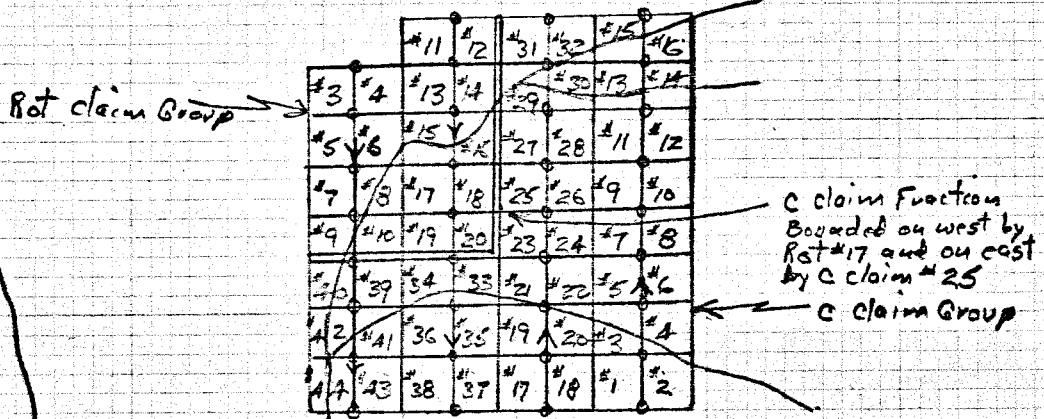 #11 #12 #31 #32 #15 #16
#3 #4 #13 #14 #29 #30 #13 #14
Rot claim Group
#5 #6 #15 #16 #27 #28 #11 #12
#7 #8 #17 #18 #25 #26 #9 #10
C claim Fraction
Bounded on west by
Rot #17 and on east
by C claim #25
#9 #10 #19 #20 #23 #24 #7 #8
#40 #39 #34 #33 #21 #22 #5 #6
C claim Group
#42 #41 #36 #35 #19 #20 #3 #4
#44 #43 #38 #37 #17 #18 #1 #2